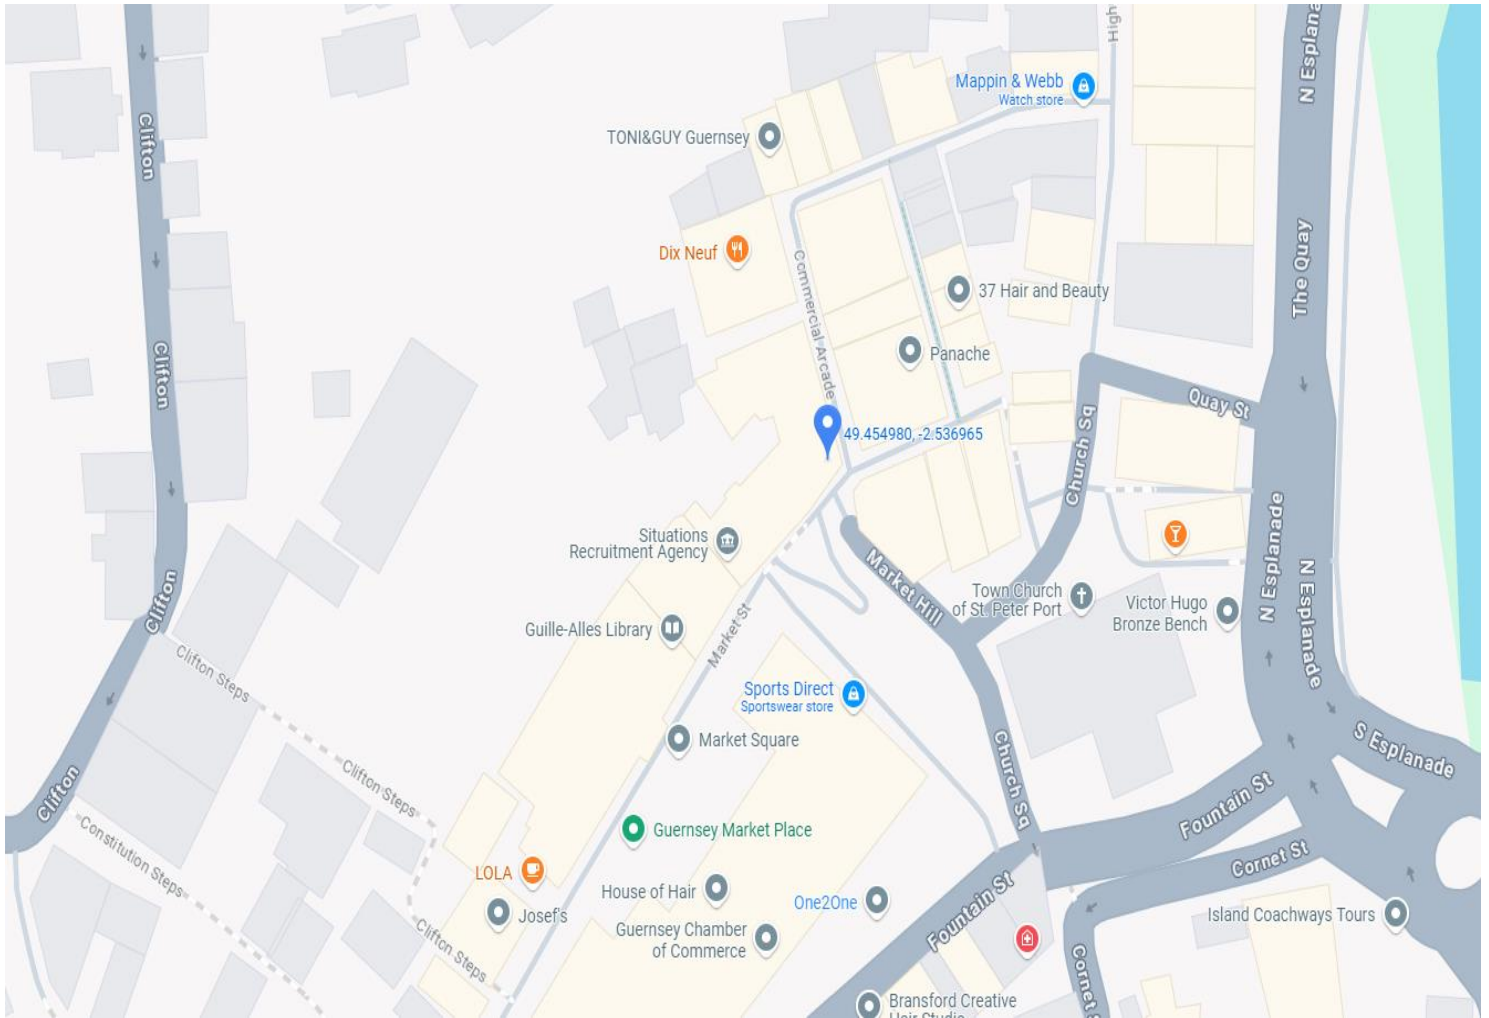 High
N Esplana
N Esplana
Mappin & Webb
Watch store
TONI&GUY Guernsey
Clifton
Dix Neuf
Commercial Arcade
The Quay
37 Hair and Beauty
Panache
Clifton
Quay St
49.454980, -2.536965
Church Sq
Situations
Recruitment Agency
N Esplanade
N Esplanade
Market Hill
Town Church
of St. Peter Port
Victor Hugo
Bronze Bench
Clifton
Guille-Alles Library
Market St
Clifton Steps
Sports Direct
Sportswear store
Market Square
Church Sq
S Esplanade
Clifton
Clifton Steps
Constitution Steps
Guernsey Market Place
Fountain St
Cornet St
LOLA
House of Hair
One2One
Josef's
Island Coachways Tours
Fountain St
Guernsey Chamber
of Commerce
Clifton Steps
Cornet S
Bransford Creative
Hair Studio